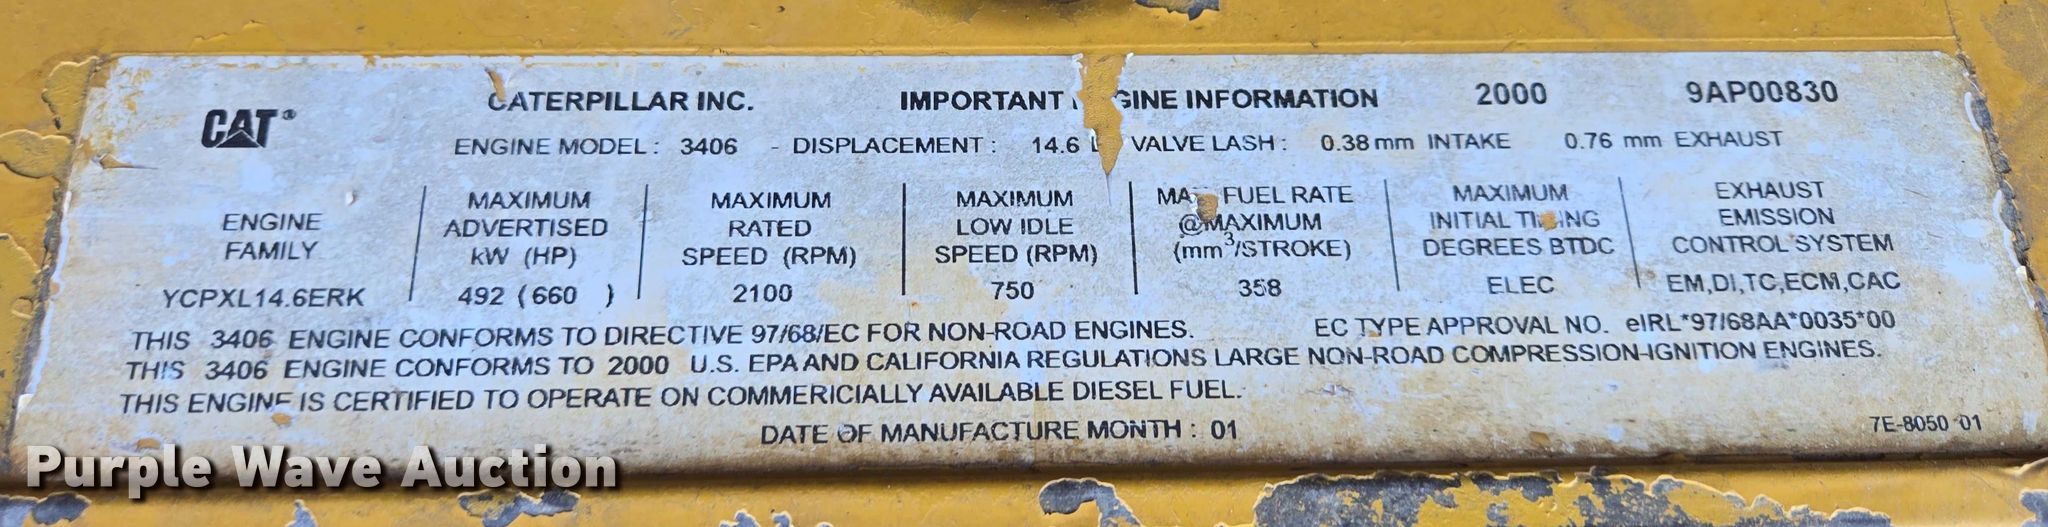 CAT® CATERPILLAR INC. IMPORTANT ENGINE INFORMATION 2000 9AP00830
ENGINE MODEL: 3406 - DISPLACEMENT: 14.6 L VALVE LASH: 0.38 mm INTAKE 0.76 mm EXHAUST
ENGINE
FAMILY
YCPXL14.6ERK
MAXIMUM
ADVERTISED
kW (HP)
492 (660 )
MAXIMUM
RATED
SPEED (RPM)
2100
MAXIMUM
LOW IDLE
SPEED (RPM)
750
MAX FUEL RATE
@MAXIMUM
(mm³/STROKE)
358
MAXIMUM
INITIAL TIMING
DEGREES BTDC
ELEC
EXHAUST
EMISSION
CONTROL SYSTEM
EM,DI,TC,ECM,CAC
THIS 3406 ENGINE CONFORMS TO DIRECTIVE 97/68/EC FOR NON-ROAD ENGINES. EC TYPE APPROVAL NO. eIRL*97/68AA*0035*00
THIS 3406 ENGINE CONFORMS TO 2000 U.S. EPA AND CALIFORNIA REGULATIONS LARGE NON-ROAD COMPRESSION-IGNITION ENGINES.
THIS ENGINE IS CERTIFIED TO OPERATE ON COMMERICIALLY AVAILABLE DIESEL FUEL.
DATE OF MANUFACTURE MONTH: 01
7E-8050 01
Purple Wave Auction